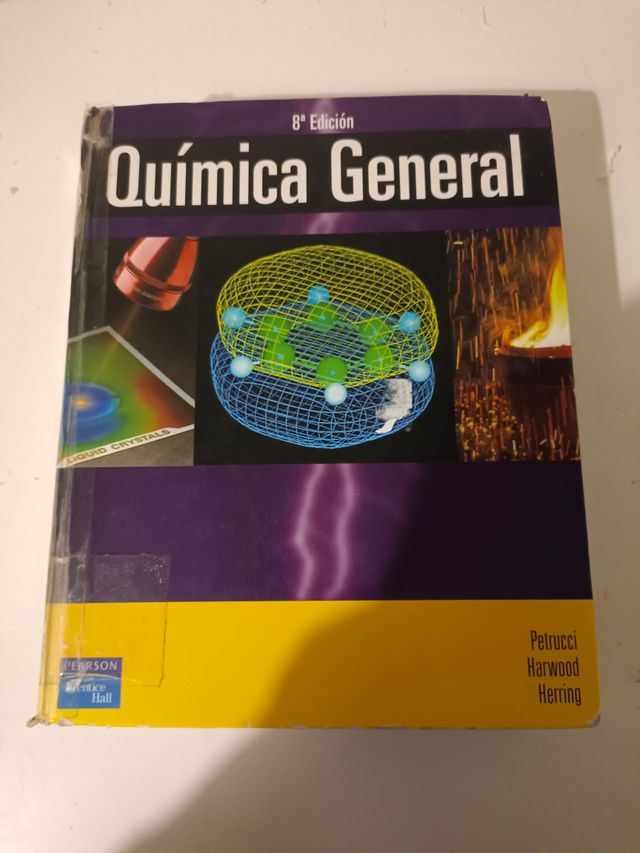 8ª Edición
Química General
LIQUID CRYSTALS
Petrucci
Harwood
Herring
PEARSON
Prentice
Hall